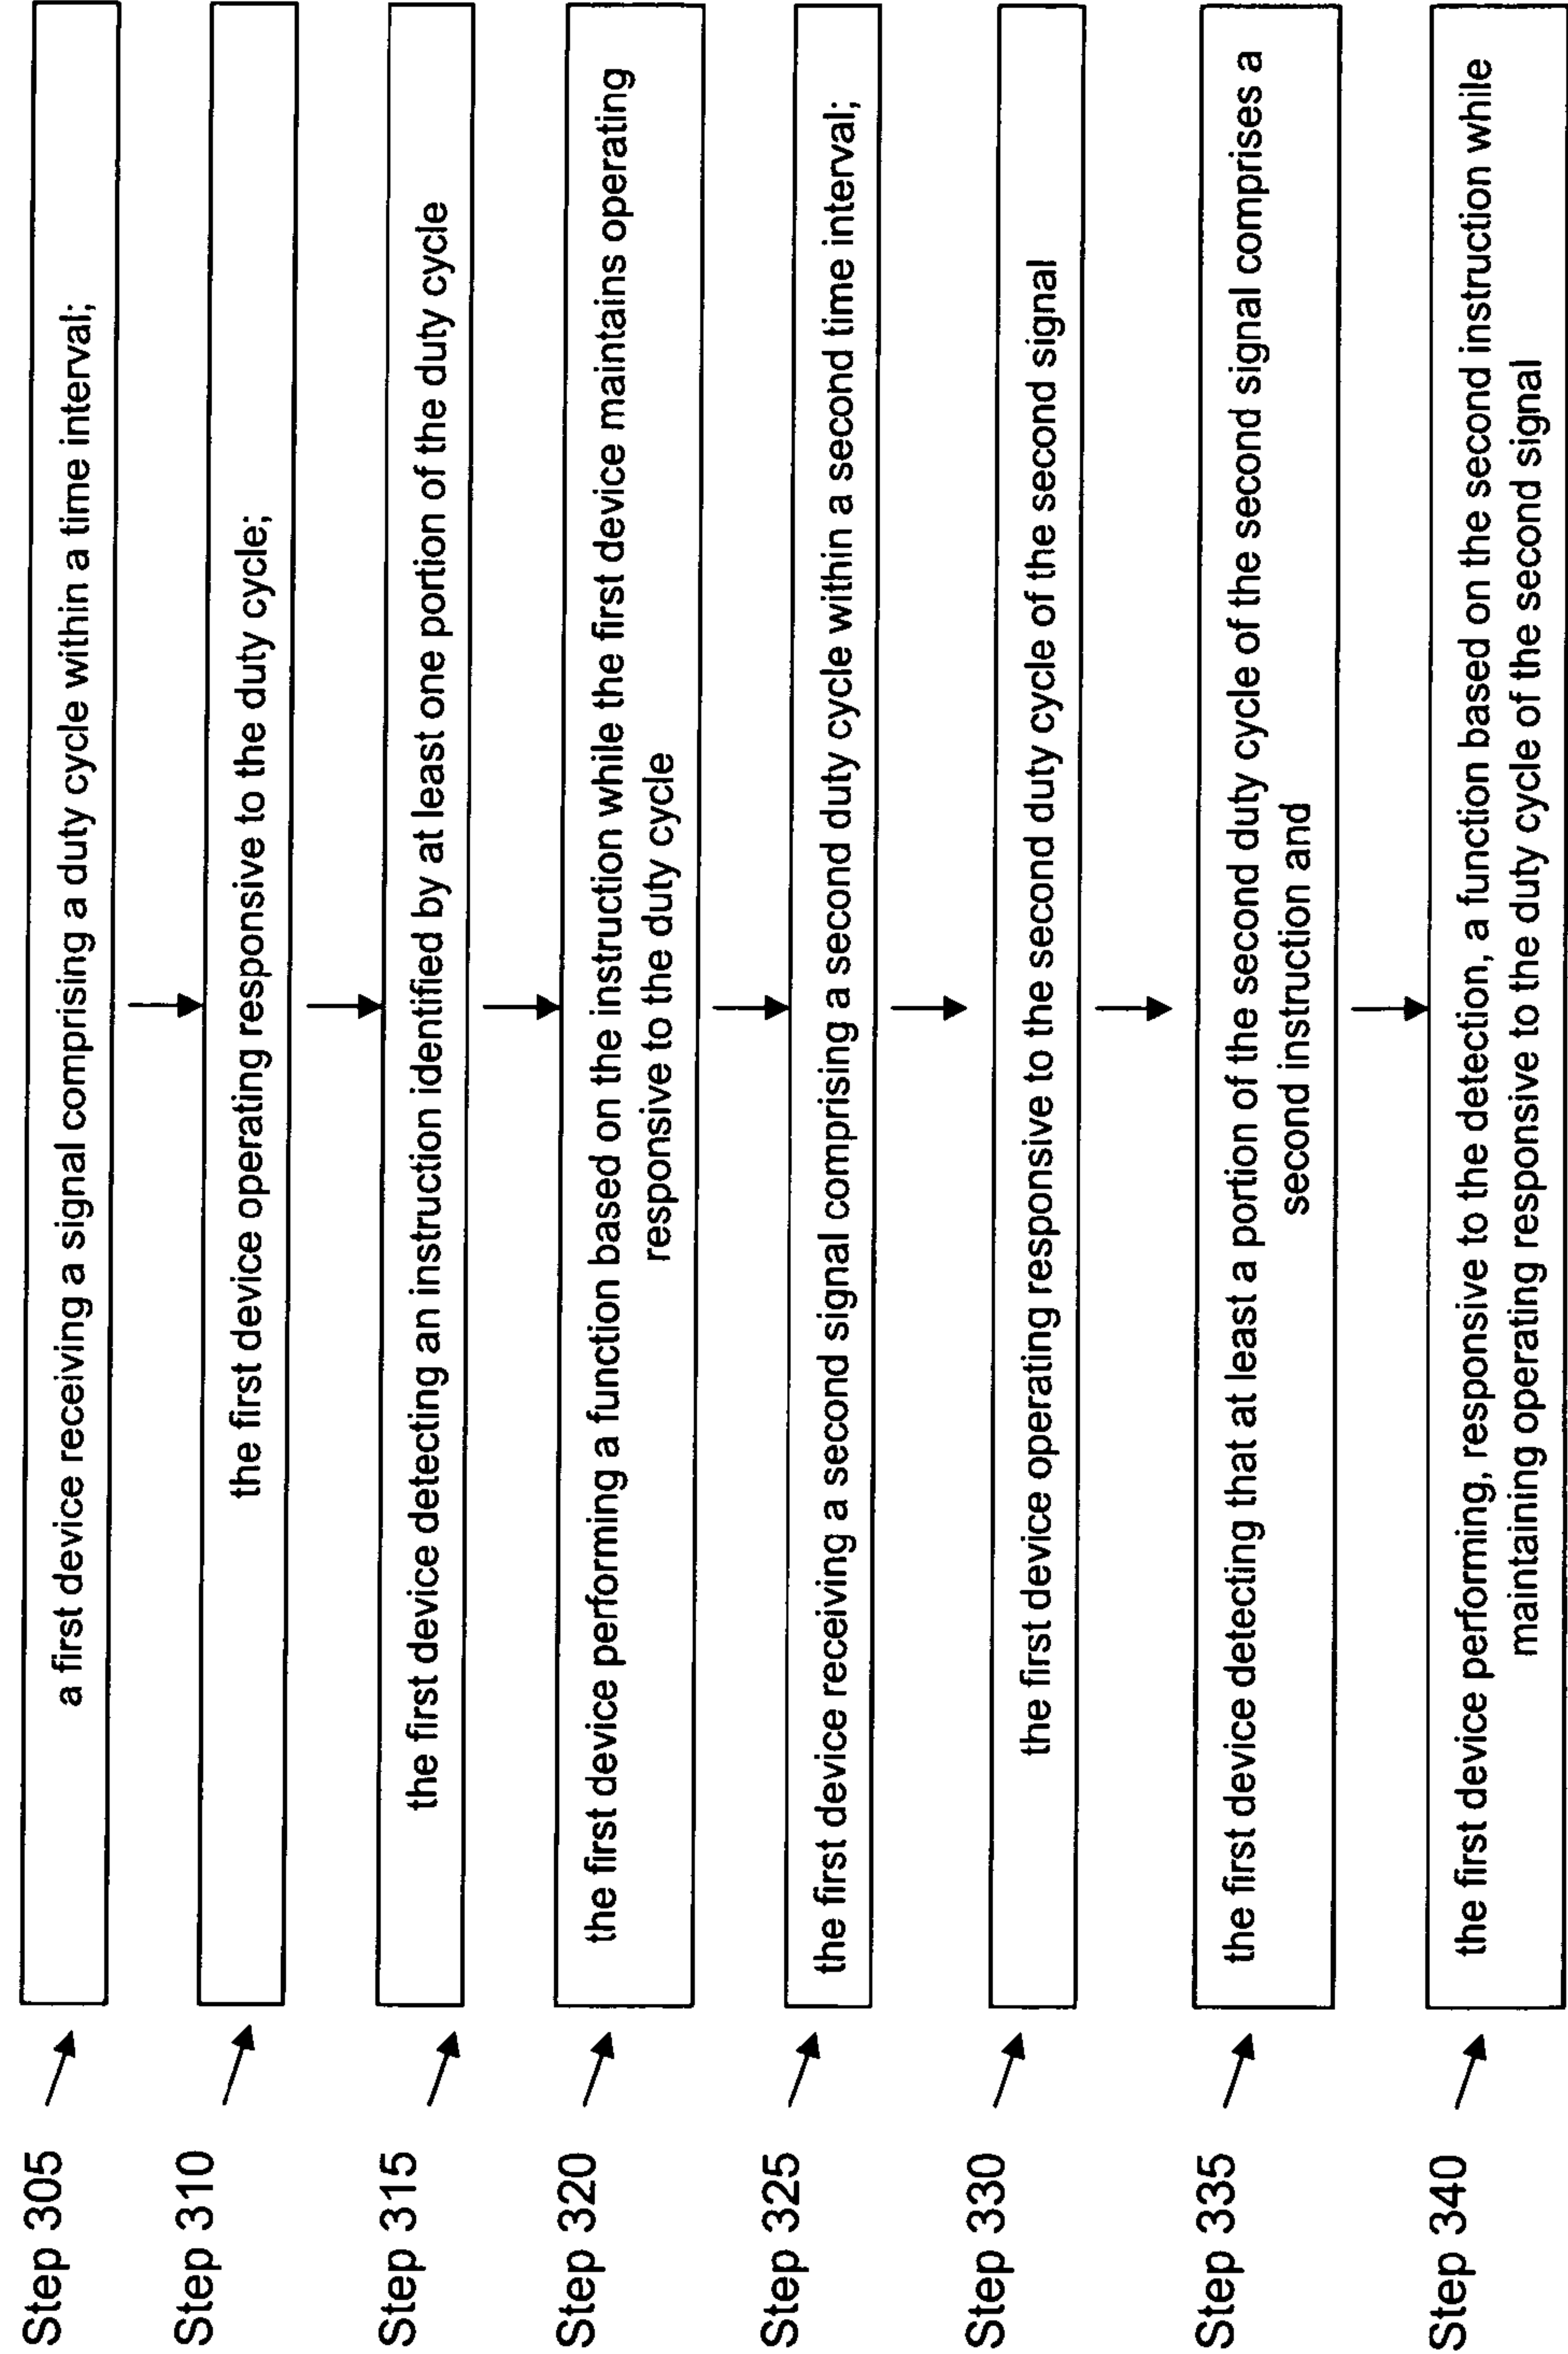 Step 305
a first device receiving a signal comprising a duty cycle within a time interval;
Step 310
the first device operating responsive to the duty cycle;
Step 315
the first device detecting an instruction identified by at least one portion of the duty cycle
Step 320
the first device performing a function based on the instruction while the first device maintains operating
responsive to the duty cycle
Step 325
the first device receiving a second signal comprising a second duty cycle within a second time interval;
Step 330
the first device operating responsive to the second duty cycle of the second signal
Step 335
the first device detecting that at least a portion of the second duty cycle of the second signal comprises a
second instruction and
Step 340
the first device performing, responsive to the detection, a function based on the second instruction while
maintaining operating responsive to the duty cycle of the second signal